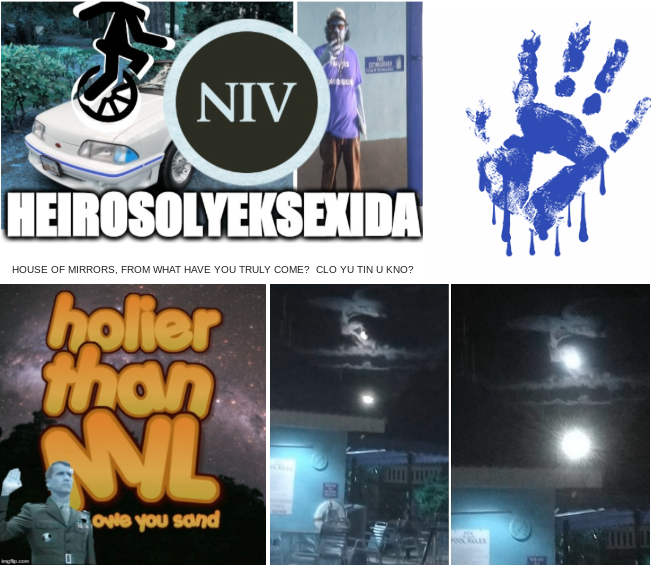 NIV
HEIROSOLYEKSEXIDA
HOUSE OF MIRRORS, FROM WHAT HAVE YOU TRULY COME?  CLO YU TIN U KNO?
holier
than
owe you sand
imgflip.com
POOL RULES